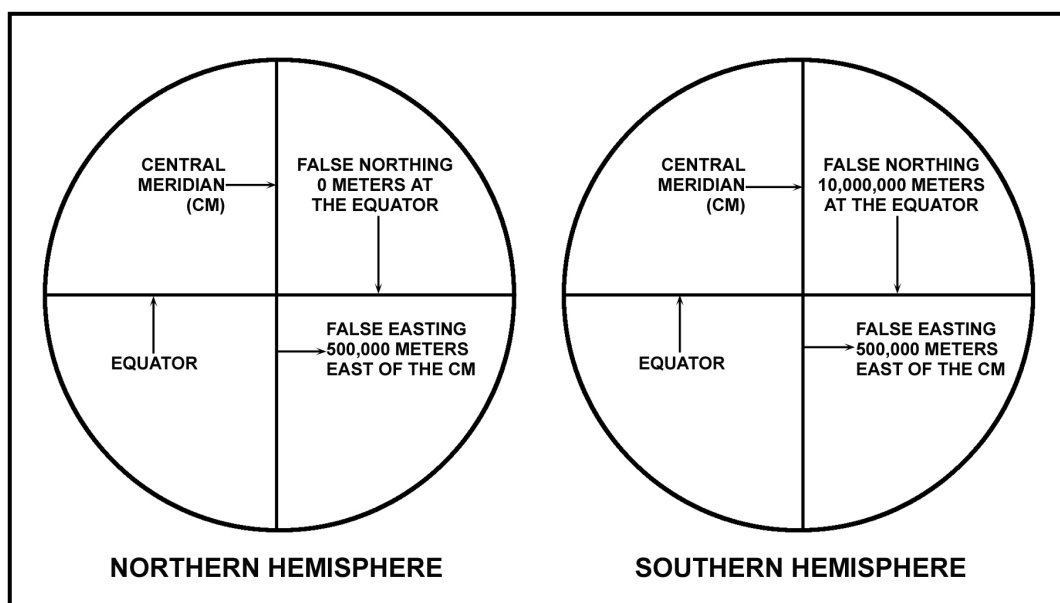 CENTRAL
MERIDIAN
(CM)
FALSE NORTHING
0 METERS AT
THE EQUATOR
EQUATOR
FALSE EASTING
500,000 METERS
EAST OF THE CM
NORTHERN HEMISPHERE
CENTRAL
MERIDIAN
(CM)
FALSE NORTHING
10,000,000 METERS
AT THE EQUATOR
EQUATOR
FALSE EASTING
500,000 METERS
EAST OF THE CM
SOUTHERN HEMISPHERE